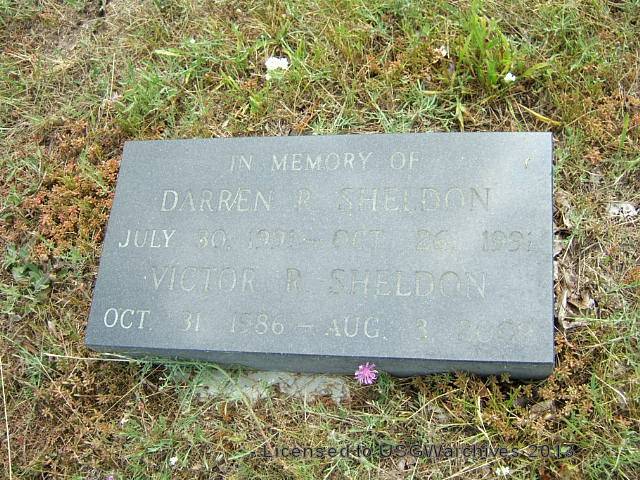 IN MEMORY OF
DARRÆN R. SHELDON
JULY 30, 1991 – OCT. 26, 1991
VICTOR R. SHELDON
OCT. 31 1986 – AUG. 3
Licensed to USGWarchives 2013